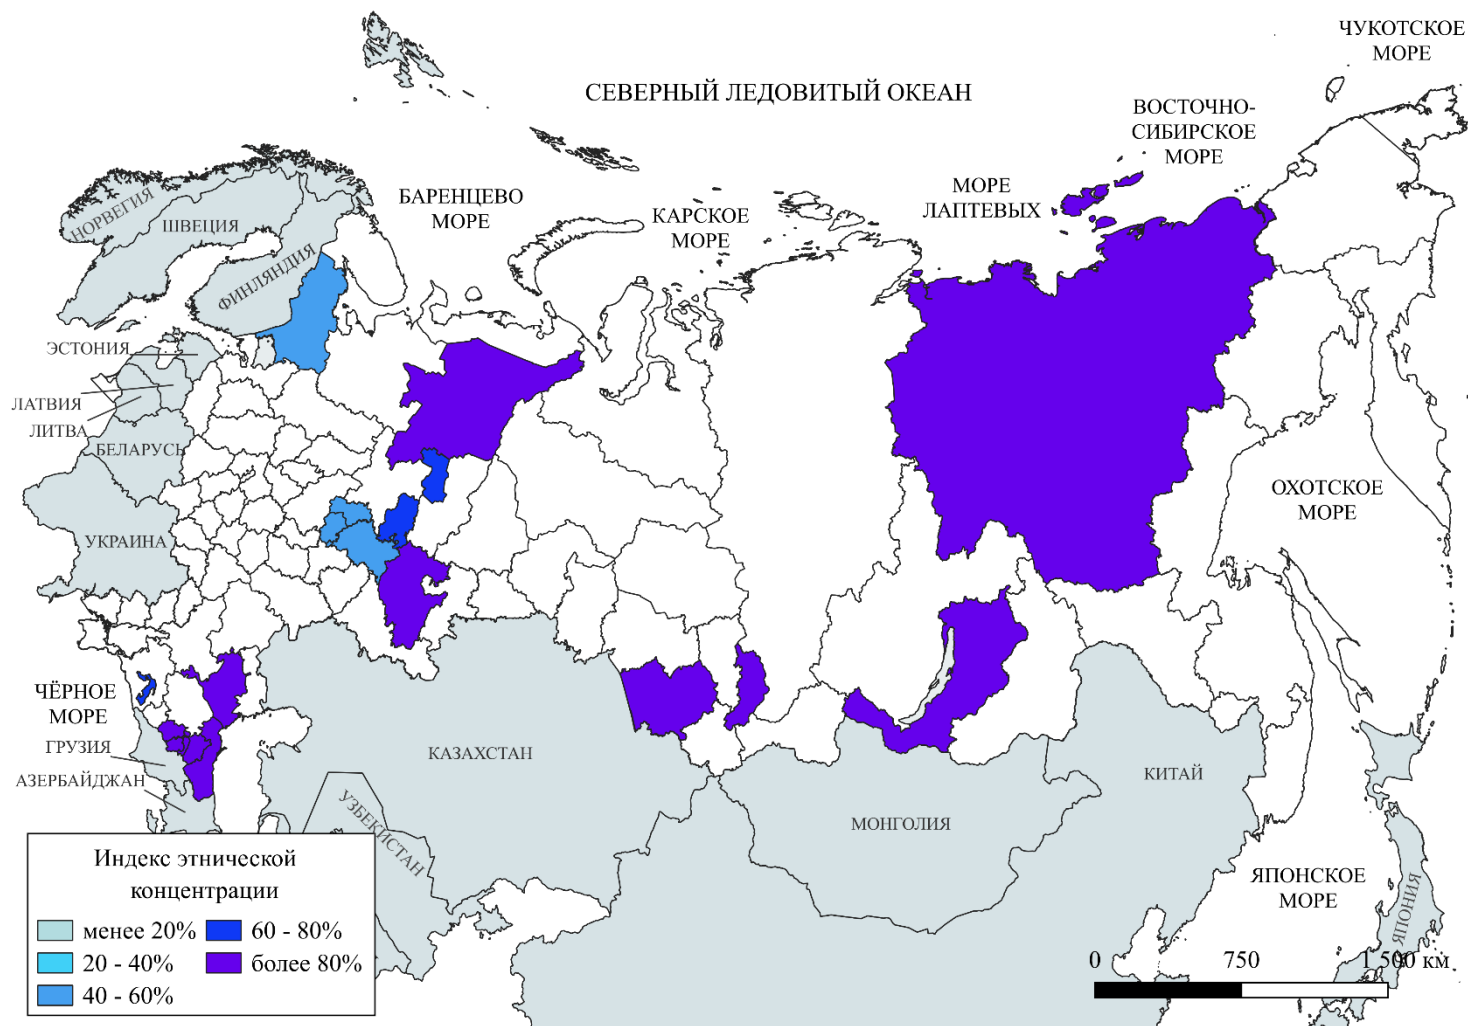 ЧУКОТСКОЕ
МОРЕ
СЕВЕРНЫЙ ЛЕДОВИТЫЙ ОКЕАН
ВОСТОЧНО-
СИБИРСКОЕ
МОРЕ
НОРВЕГИЯ
ШВЕЦИЯ
ФИНЛЯНДИЯ
БАРЕНЦЕВО
МОРЕ
КАРСКОЕ
МОРЕ
МОРЕ
ЛАПТЕВЫХ
ЭСТОНИЯ
ЛАТВИЯ
ЛИТВА
БЕЛАРУСЬ
УКРАИНА
ОХОТСКОЕ
МОРЕ
ЧЁРНОЕ
МОРЕ
ГРУЗИЯ
АЗЕРБАЙДЖАН
КАЗАХСТАН
УЗБЕКИСТАН
МОНГОЛИЯ
КИТАЙ
ЯПОНСКОЕ
МОРЕ
ЯПОНИЯ
Индекс этнической
концентрации
менее 20%
20 - 40%
40 - 60%
60 - 80%
более 80%
0 750 1 500 км